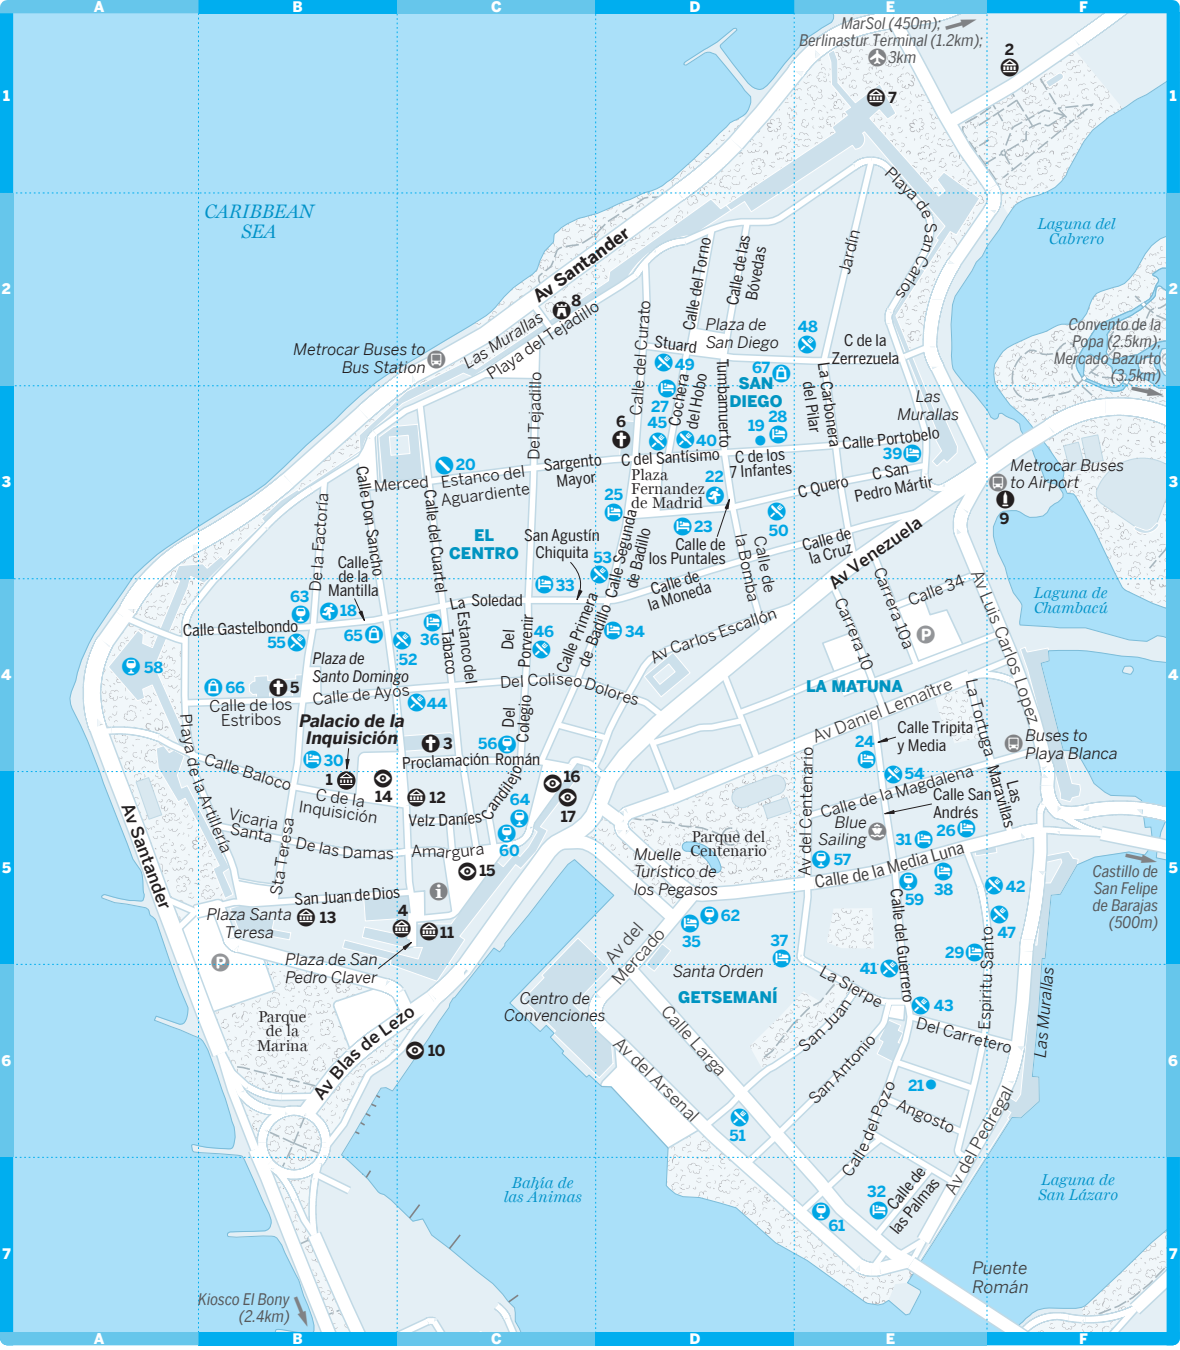 A
B
C
D
E
F
MarSol (450m);
Berlinastur Terminal (1.2km);
3km
2
1
1
7
Playa de San Carlos
CARIBBEAN
SEA
Laguna del
Cabrero
Av Santander
Calle del Torno
Calle de las
Bóvedas
Jardín
2
2
8
Las Murallas
Playa del Tejadillo
Calle del Curato
Plaza de
San Diego
48
Convento de la
Popa (2.5km);
Mercado Bazurto
(3.5km)
Metrocar Buses to
Bus Station
Stuard
C de la
Zerrezuela
49
67
SAN
DIEGO
La Carbonera
del Pilar
Tumbamuerto
Cochera
del Hobo
27
Las
Murallas
Del Tejadillo
6
45
40
19
28
Calle Portobelo
39
20
Sargento
Mayor
C del Santísimo
C de los
7 Infantes
Metrocar Buses
to Airport
3
3
Merced
Estanco del
Aguardiente
Plaza
Fernandez
de Madrid
22
C Quero
C San
Pedro Mártir
9
Calle Don Sancho
De la Factoría
Calle del Cuartel
25
23
50
EL
CENTRO
San Agustín
Chiquita
Calle Segunda
de Badillo
Calle de
los Puntales
Calle de
la Bomba
Calle de
la Cruz
Av Venezuela
53
Calle
de la
Mantilla
33
Calle de
la Moneda
Carrera 10a
Calle 34
Av Luis Carlos Lopez
Laguna de
Chambacú
63
18
Soledad
Calle Gastelbondo
65
36
55
52
La Estanco del
Tabaco
Del
Porvenir
46
Calle Primera
de Badillo
34
Av Carlos Escallón
Carrera 10
P
4
4
58
Plaza de
Santo Domingo
66
5
Calle de Ayos
44
Del Coliseo
Dolores
LA MATUNA
Calle de los
Estribos
Palacio de la
Inquisición
Del
Colegio
Av Daniel Lemaître
La Tortuga
3
56
Calle Tripita
y Media
Buses to
Playa Blanca
24
30
Proclamación
Román
Playa de la Artillería
Calle Baloco
1
14
12
16
17
54
Calle de la Magdalena
Las
Maravillas
C de la
Inquisición
Candilejo
64
Calle San
Andrés
Av del Centenario
Velz Daníes
Vicaria
Santa
60
Blue
Sailing
31
26
Parque del
Centenario
Av Santander
De las Damas
Amargura
Muelle
Turístico de
los Pegasos
57
Calle de la Media Luna
5
5
Sta Teresa
15
59
38
42
Castillo de
San Felipe
de Barajas
(500m)
San Juan de Dios
i
4
13
11
Plaza Santa
Teresa
35
62
47
Calle del Guerrero
Av del
Mercado
37
29
Espíritu Santo
P
Plaza de San
Pedro Claver
Santa Orden
41
La Sierpe
Las Murallas
GETSEMANÍ
43
Centro de
Convenciones
Parque
de la
Marina
Av Blas de Lezo
10
Calle Larga
San Juan
Del Carretero
6
6
Av del Arsenal
San Antonio
21
Angosto
51
Calle del Pozo
Av del Pedregal
Bahía de
las Ánimas
Laguna de
San Lázaro
32
61
Calle de
las Palmas
7
7
Puente
Román
Kiosco El Bony
(2.4km)
A
B
C
D
E
F